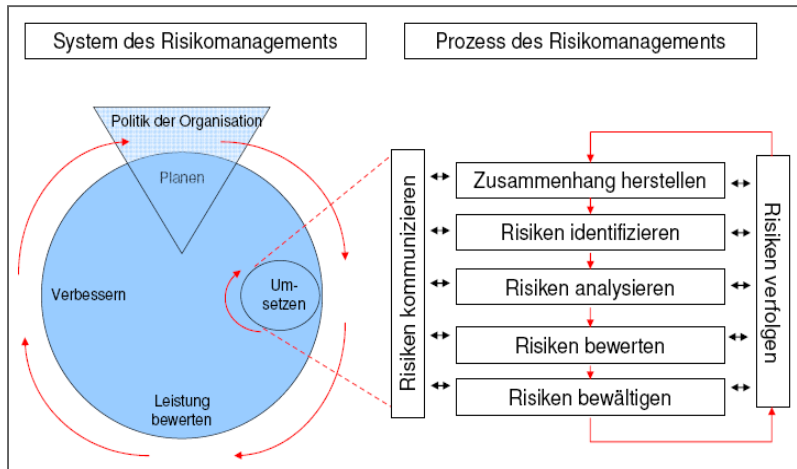 System des Risikomanagements
Prozess des Risikomanagements
Politik der Organisation
Planen
Um-
setzen
Verbessern
Leistung
bewerten
Risiken kommunizieren
Zusammenhang herstellen
Risiken identifizieren
Risiken analysieren
Risiken bewerten
Risiken bewältigen
Risiken verfolgen